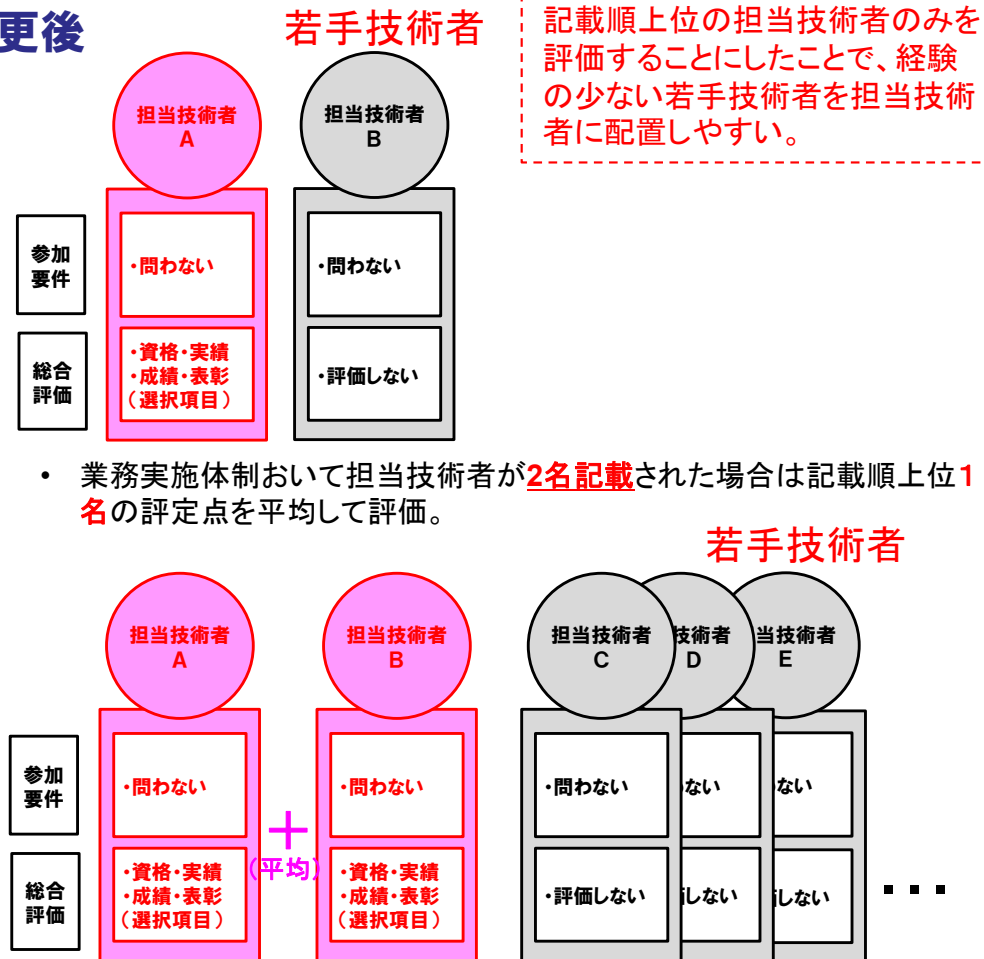 更後
若手技術者
記載順上位の担当技術者のみを
評価することにしたことで、経験
の少ない若手技術者を担当技術
者に配置しやすい。
担当技術者
A
担当技術者
B
参加
要件
・問わない
・問わない
総合
評価
・資格・実績
・成績・表彰
（選択項目）
・評価しない
• 業務実施体制おいて担当技術者が2名記載された場合は記載順上位1
名の評定点を平均して評価。
若手技術者
担当技術者
A
担当技術者
B
担当技術者
C
技術者
D
当技術者
E
参加
要件
・問わない
・問わない
・問わない
ない
ない
＋
(平均)
総合
評価
・資格・実績
・成績・表彰
（選択項目）
・資格・実績
・成績・表彰
（選択項目）
・評価しない
しない
しない
・・・